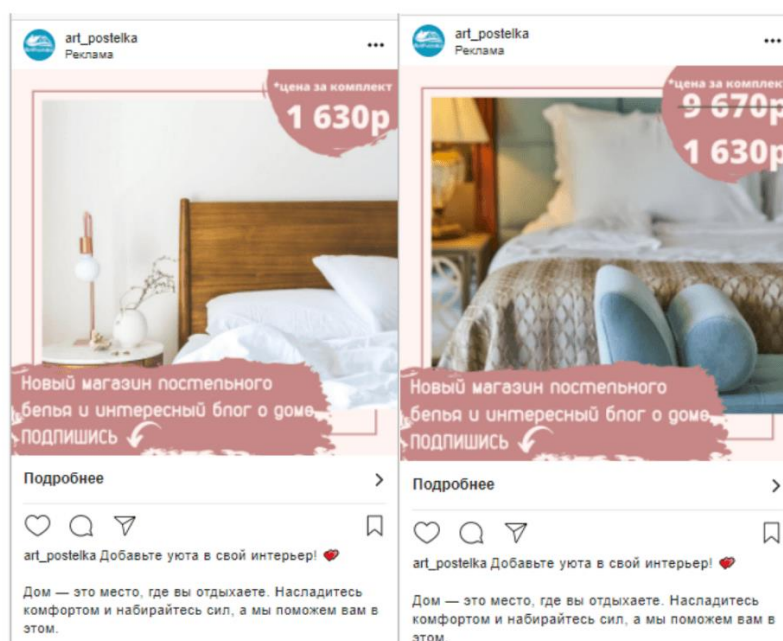 art_postelka
Реклама
*цена за комплект
1 630р
Новый магазин постельного
белья и интересный блог о доме
ПОДПИШИСЬ
Подробнее
art_postelka Добавьте уюта в свой интерьер!
Дом — это место, где вы отдыхаете. Насладитесь
комфортом и набирайтесь сил, а мы поможем вам в
этом.
art_postelka
Реклама
*цена за комплек
9 670р
1 630р
Новый магазин постельного
белья и интересный блог о доме
ПОДПИШИСЬ
Подробнее
art_postelka Добавьте уюта в свой интерьер!
Дом — это место, где вы отдыхаете. Насладитесь
комфортом и набирайтесь сил, а мы поможем вам в
этом.